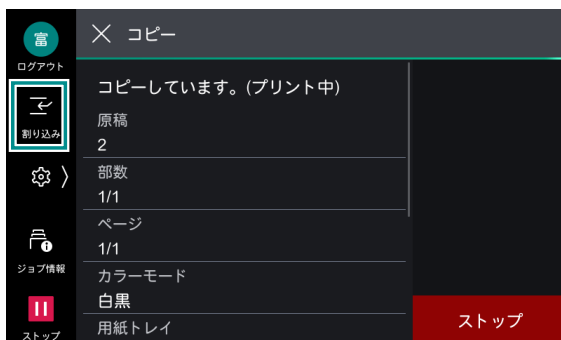 富
ログアウト
割り込み
ジョブ情報
ストップ
コピー
コピーしています。(プリント中)
原稿
2
部数
1/1
ページ
1/1
カラーモード
白黒
用紙トレイ
ストップ